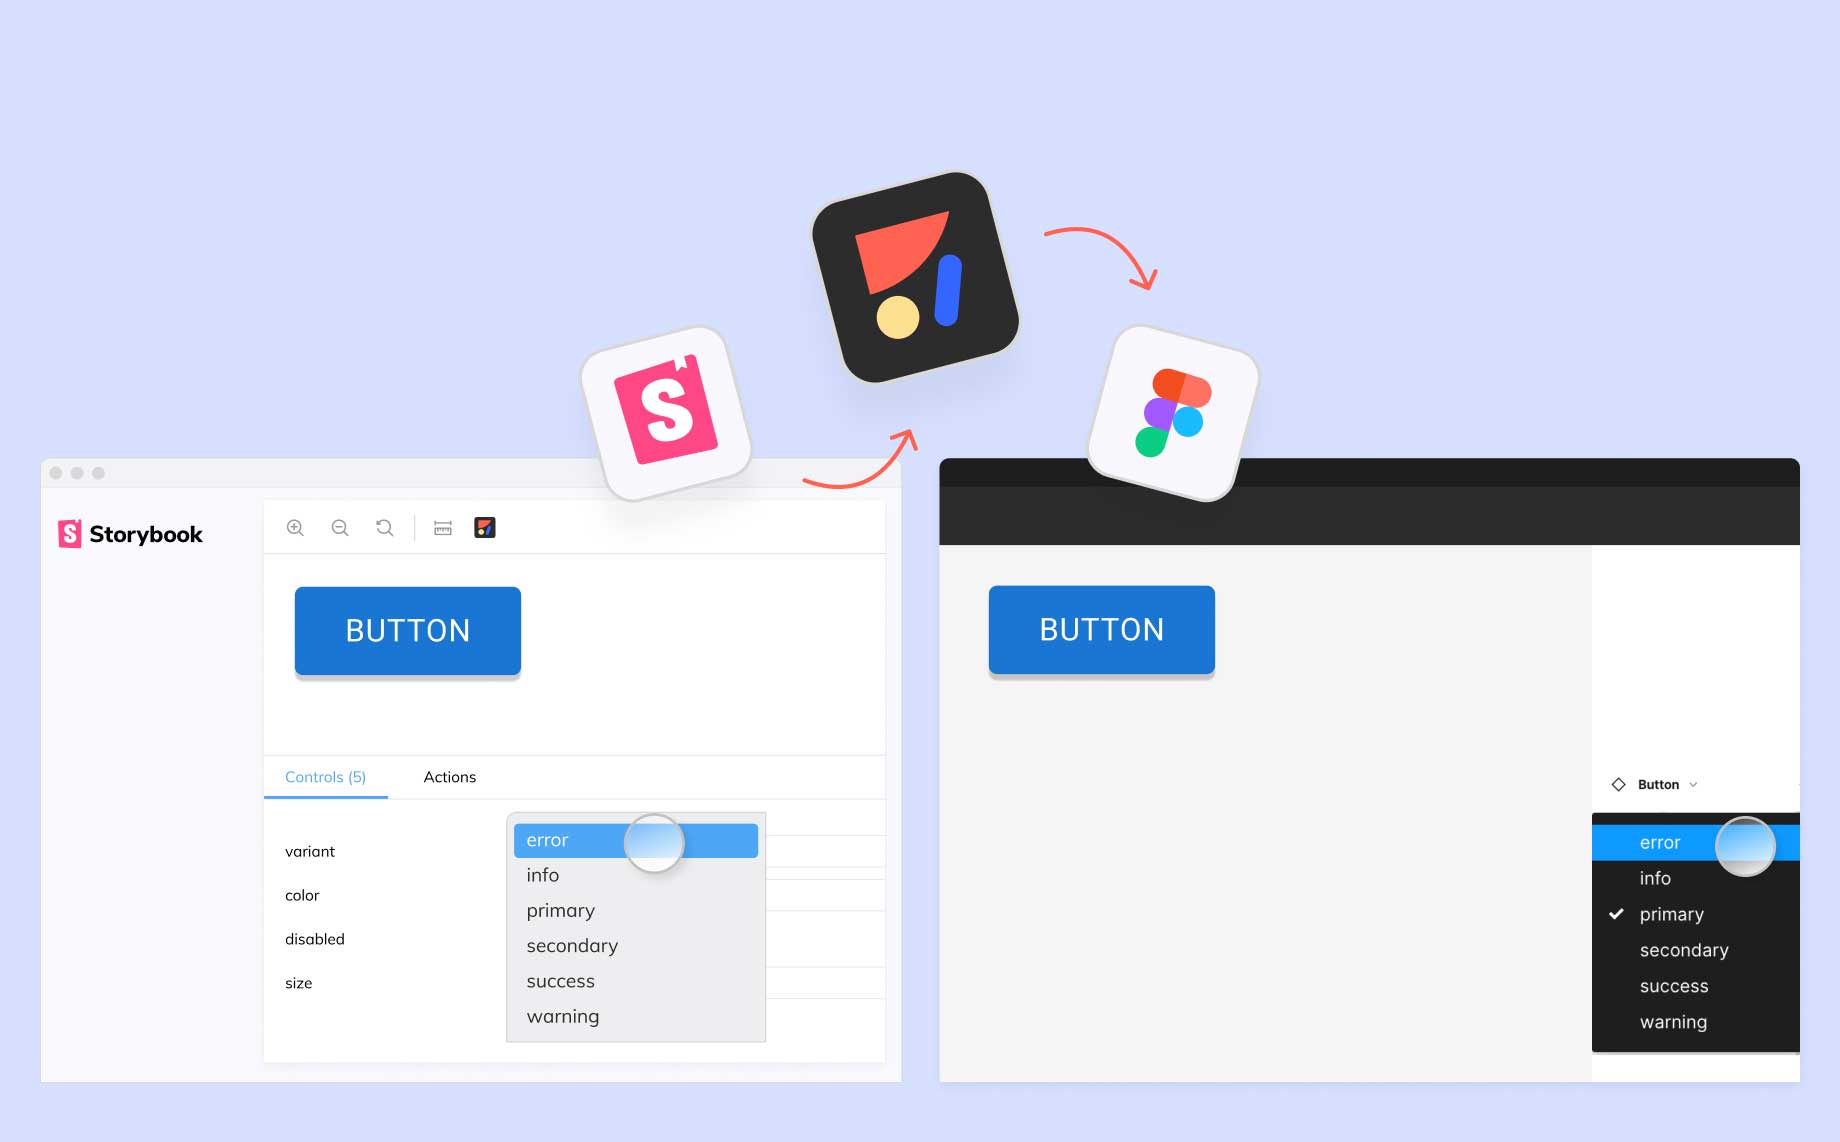 S
S Storybook
BUTTON
Controls (5) Actions
variant
color
disabled
size
error
info
primary
secondary
success
warning
BUTTON
Button
error
info
primary
secondary
success
warning